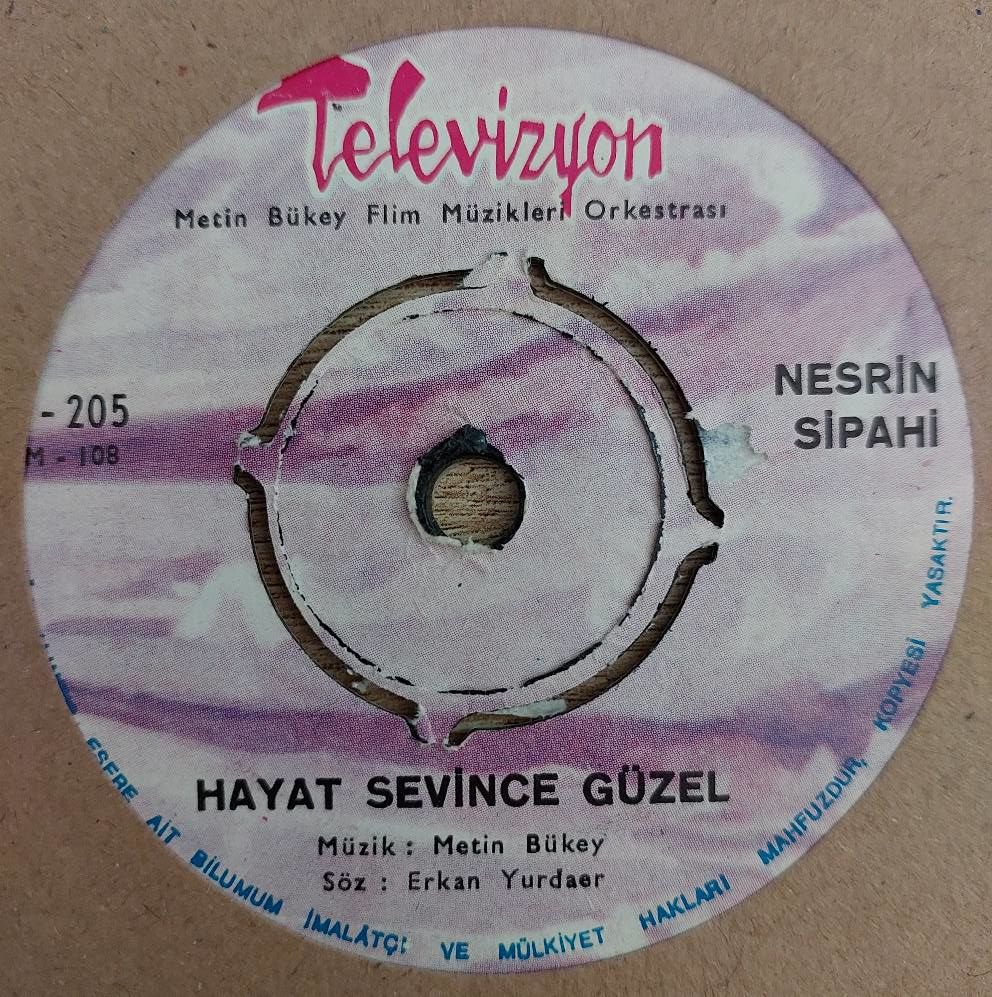 Televizyon
Metin Bükey Flim Müzikleri Orkestrası
- 205
M - 108
NESRİN
SİPAHİ
HAYAT SEVİNCE GÜZEL
Müzik : Metin Bükey
Söz : Erkan Yurdaer
ESERE AİT BİLUMUM İMALÂTÇI VE MÜLKİYET HAKLARI MAHFUZDUR, KOPYESİ YASAKTIR.